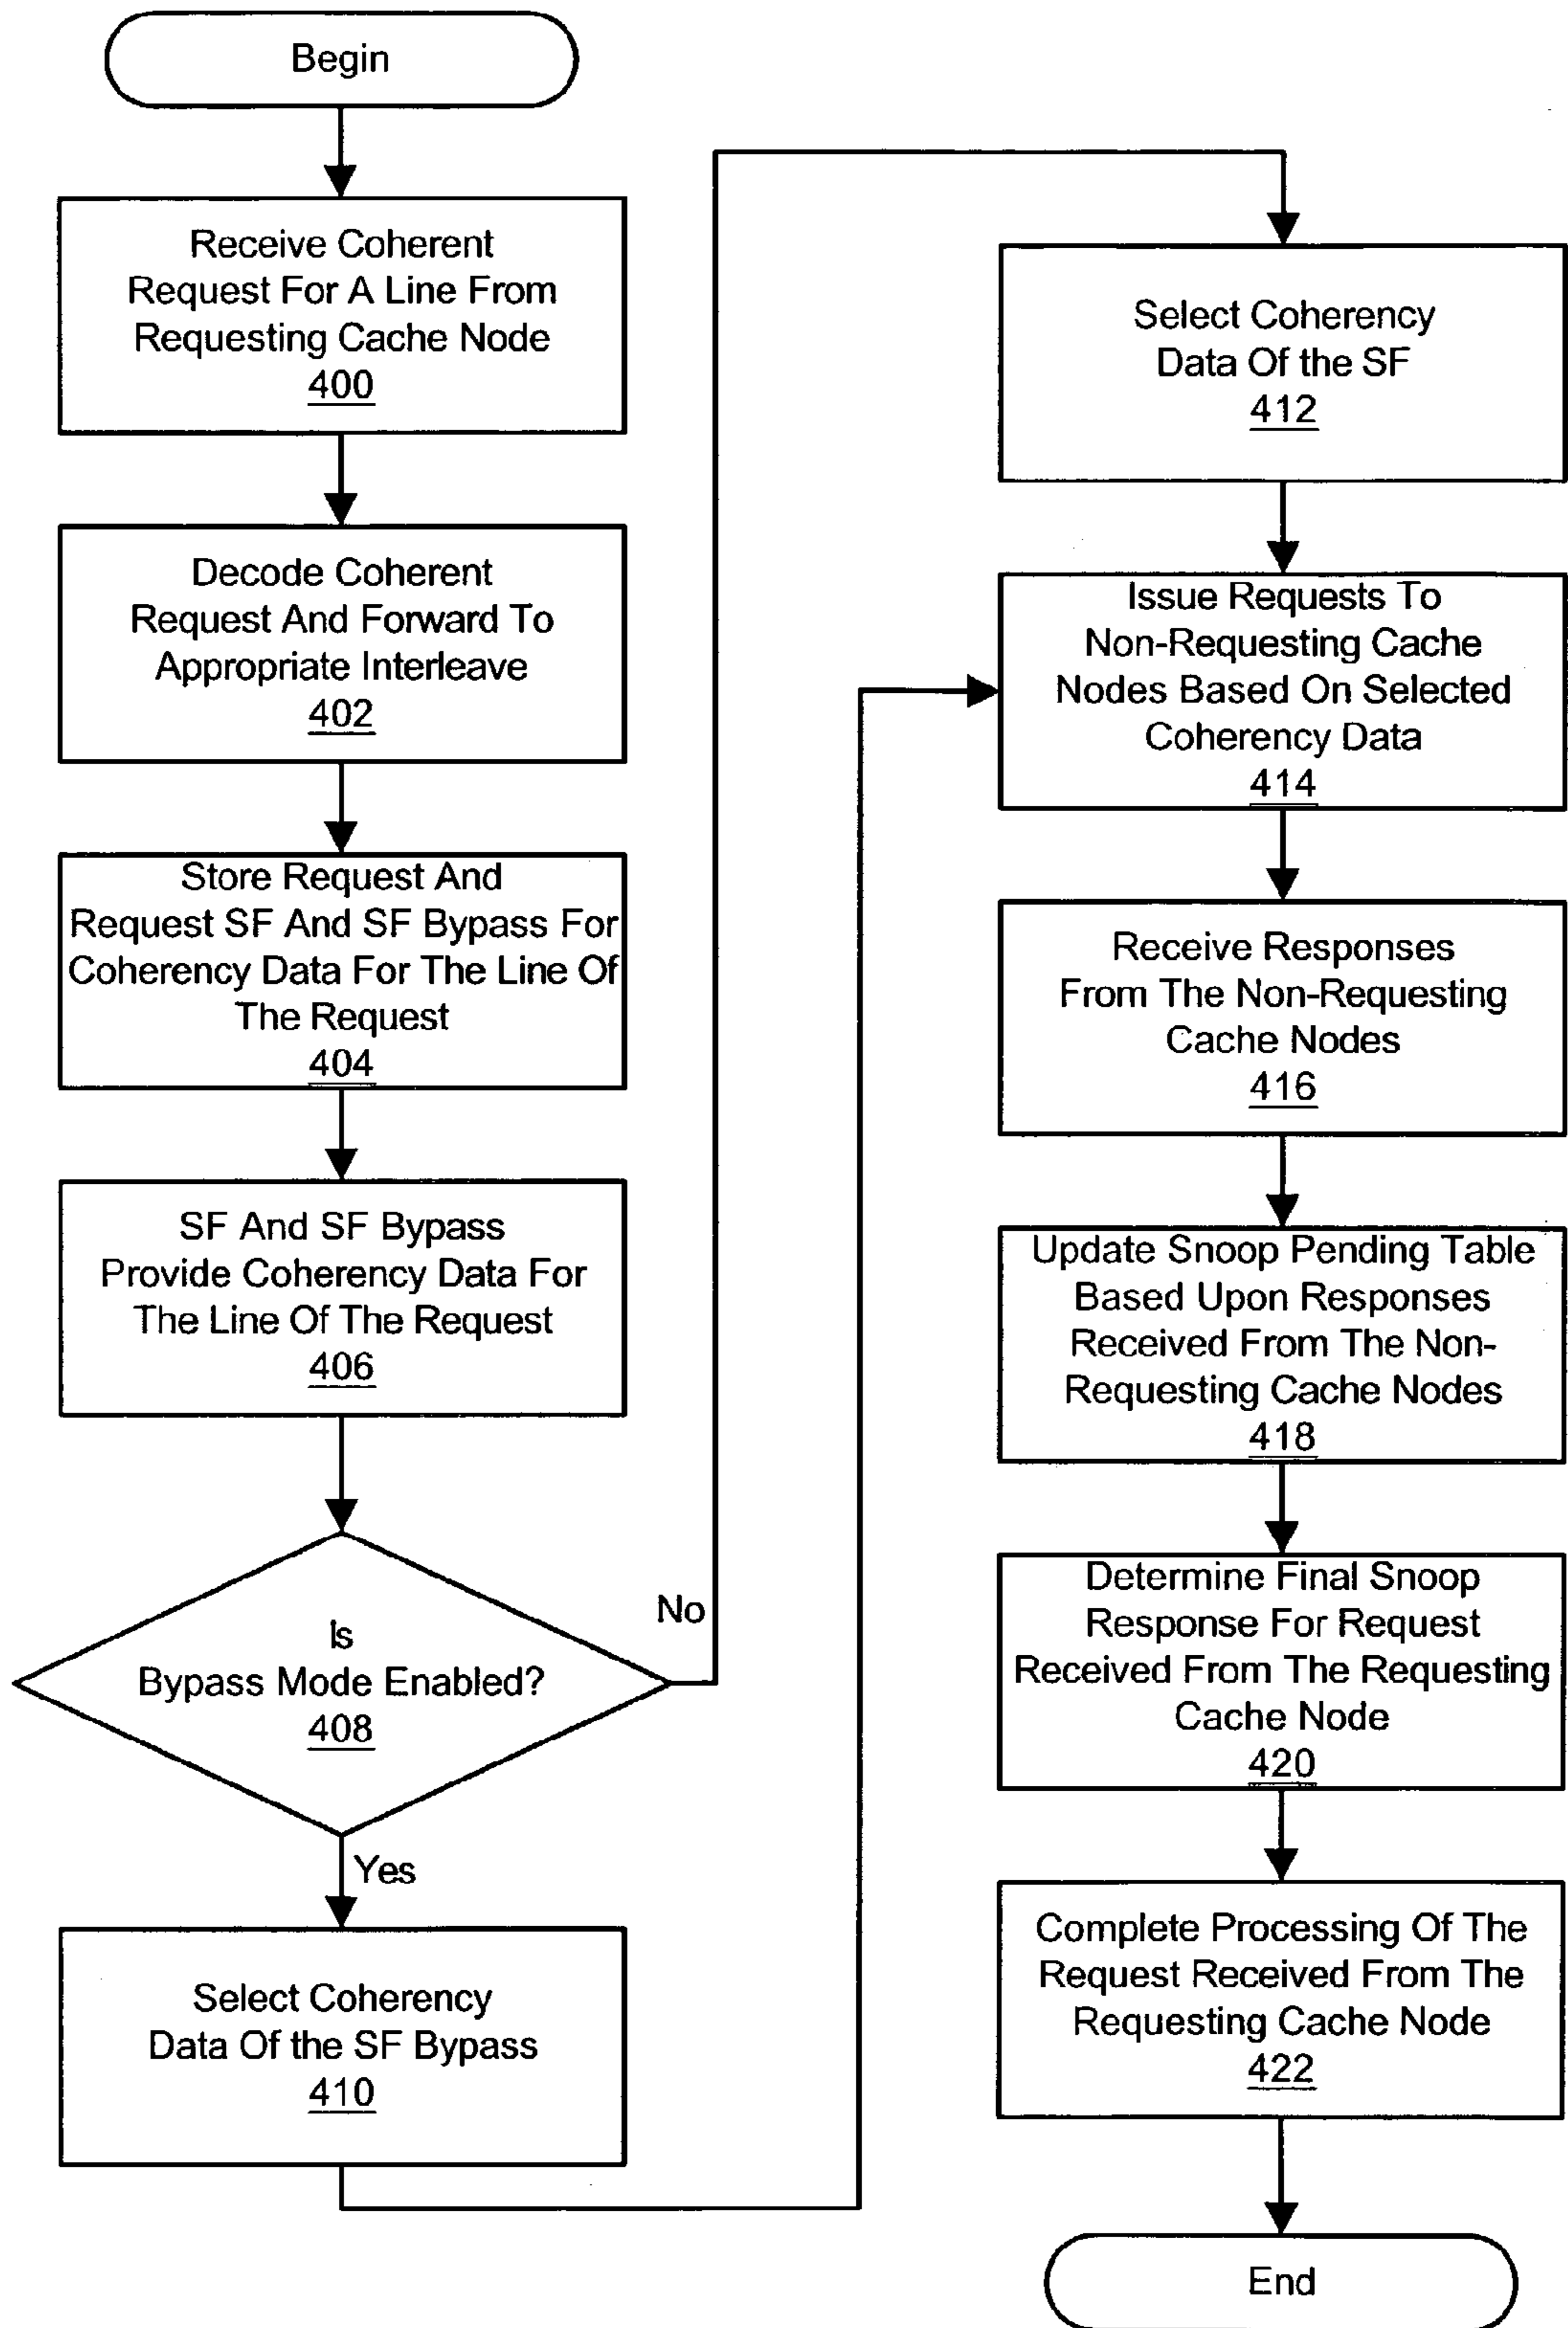 Begin
Receive Coherent
Request For A Line From
Requesting Cache Node
400
Decode Coherent
Request And Forward To
Appropriate Interleave
402
Store Request And
Request SF And SF Bypass For
Coherency Data For The Line Of
The Request
404
SF And SF Bypass
Provide Coherency Data For
The Line Of The Request
406
Is
Bypass Mode Enabled?
408
No
Yes
Select Coherency
Data Of the SF Bypass
410
Select Coherency
Data Of the SF
412
Issue Requests To
Non-Requesting Cache
Nodes Based On Selected
Coherency Data
414
Receive Responses
From The Non-Requesting
Cache Nodes
416
Update Snoop Pending Table
Based Upon Responses
Received From The Non-
Requesting Cache Nodes
418
Determine Final Snoop
Response For Request
Received From The Requesting
Cache Node
420
Complete Processing Of The
Request Received From The
Requesting Cache Node
422
End